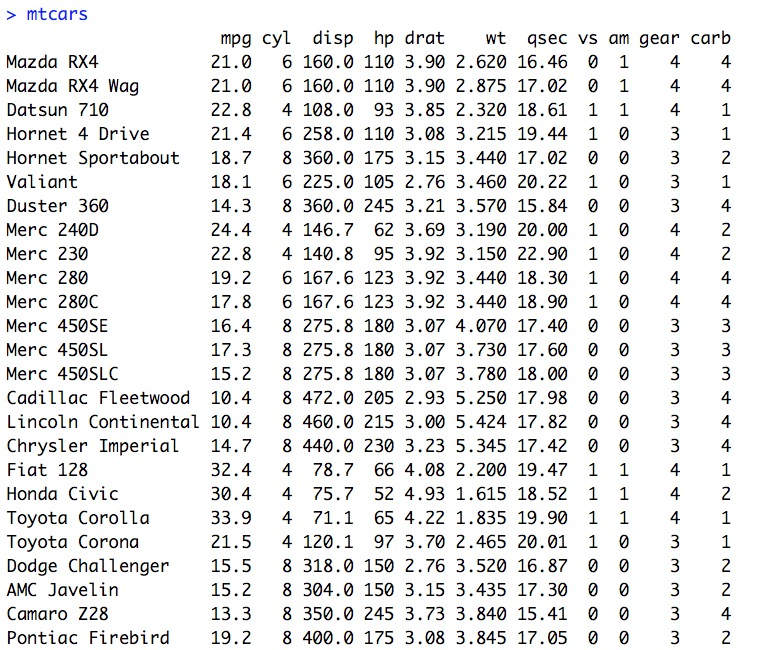 > mtcars
                     mpg cyl  disp  hp drat    wt  qsec vs am gear carb
Mazda RX4           21.0   6 160.0 110 3.90 2.620 16.46  0  1    4    4
Mazda RX4 Wag       21.0   6 160.0 110 3.90 2.875 17.02  0  1    4    4
Datsun 710          22.8   4 108.0  93 3.85 2.320 18.61  1  1    4    1
Hornet 4 Drive      21.4   6 258.0 110 3.08 3.215 19.44  1  0    3    1
Hornet Sportabout   18.7   8 360.0 175 3.15 3.440 17.02  0  0    3    2
Valiant             18.1   6 225.0 105 2.76 3.460 20.22  1  0    3    1
Duster 360          14.3   8 360.0 245 3.21 3.570 15.84  0  0    3    4
Merc 240D           24.4   4 146.7  62 3.69 3.190 20.00  1  0    4    2
Merc 230            22.8   4 140.8  95 3.92 3.150 22.90  1  0    4    2
Merc 280            19.2   6 167.6 123 3.92 3.440 18.30  1  0    4    4
Merc 280C           17.8   6 167.6 123 3.92 3.440 18.90  1  0    4    4
Merc 450SE          16.4   8 275.8 180 3.07 4.070 17.40  0  0    3    3
Merc 450SL          17.3   8 275.8 180 3.07 3.730 17.60  0  0    3    3
Merc 450SLC         15.2   8 275.8 180 3.07 3.780 18.00  0  0    3    3
Cadillac Fleetwood  10.4   8 472.0 205 2.93 5.250 17.98  0  0    3    4
Lincoln Continental 10.4   8 460.0 215 3.00 5.424 17.82  0  0    3    4
Chrysler Imperial   14.7   8 440.0 230 3.23 5.345 17.42  0  0    3    4
Fiat 128            32.4   4  78.7  66 4.08 2.200 19.47  1  1    4    1
Honda Civic         30.4   4  75.7  52 4.93 1.615 18.52  1  1    4    2
Toyota Corolla      33.9   4  71.1  65 4.22 1.835 19.90  1  1    4    1
Toyota Corona       21.5   4 120.1  97 3.70 2.465 20.01  1  0    3    1
Dodge Challenger    15.5   8 318.0 150 2.76 3.520 16.87  0  0    3    2
AMC Javelin         15.2   8 304.0 150 3.15 3.435 17.30  0  0    3    2
Camaro Z28          13.3   8 350.0 245 3.73 3.840 15.41  0  0    3    4
Pontiac Firebird    19.2   8 400.0 175 3.08 3.845 17.05  0  0    3    2